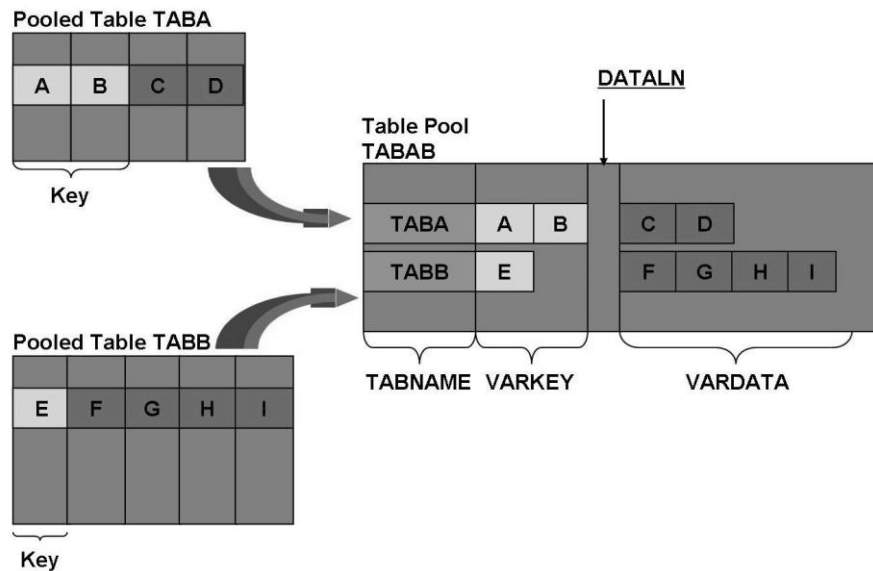 Pooled Table TABA
A B C D
Key
DATALN
Table Pool
TABAB
TABA A B C D
TABB E F G H I
TABNAME VARKEY VARDATA
Pooled Table TABB
E F G H I
Key